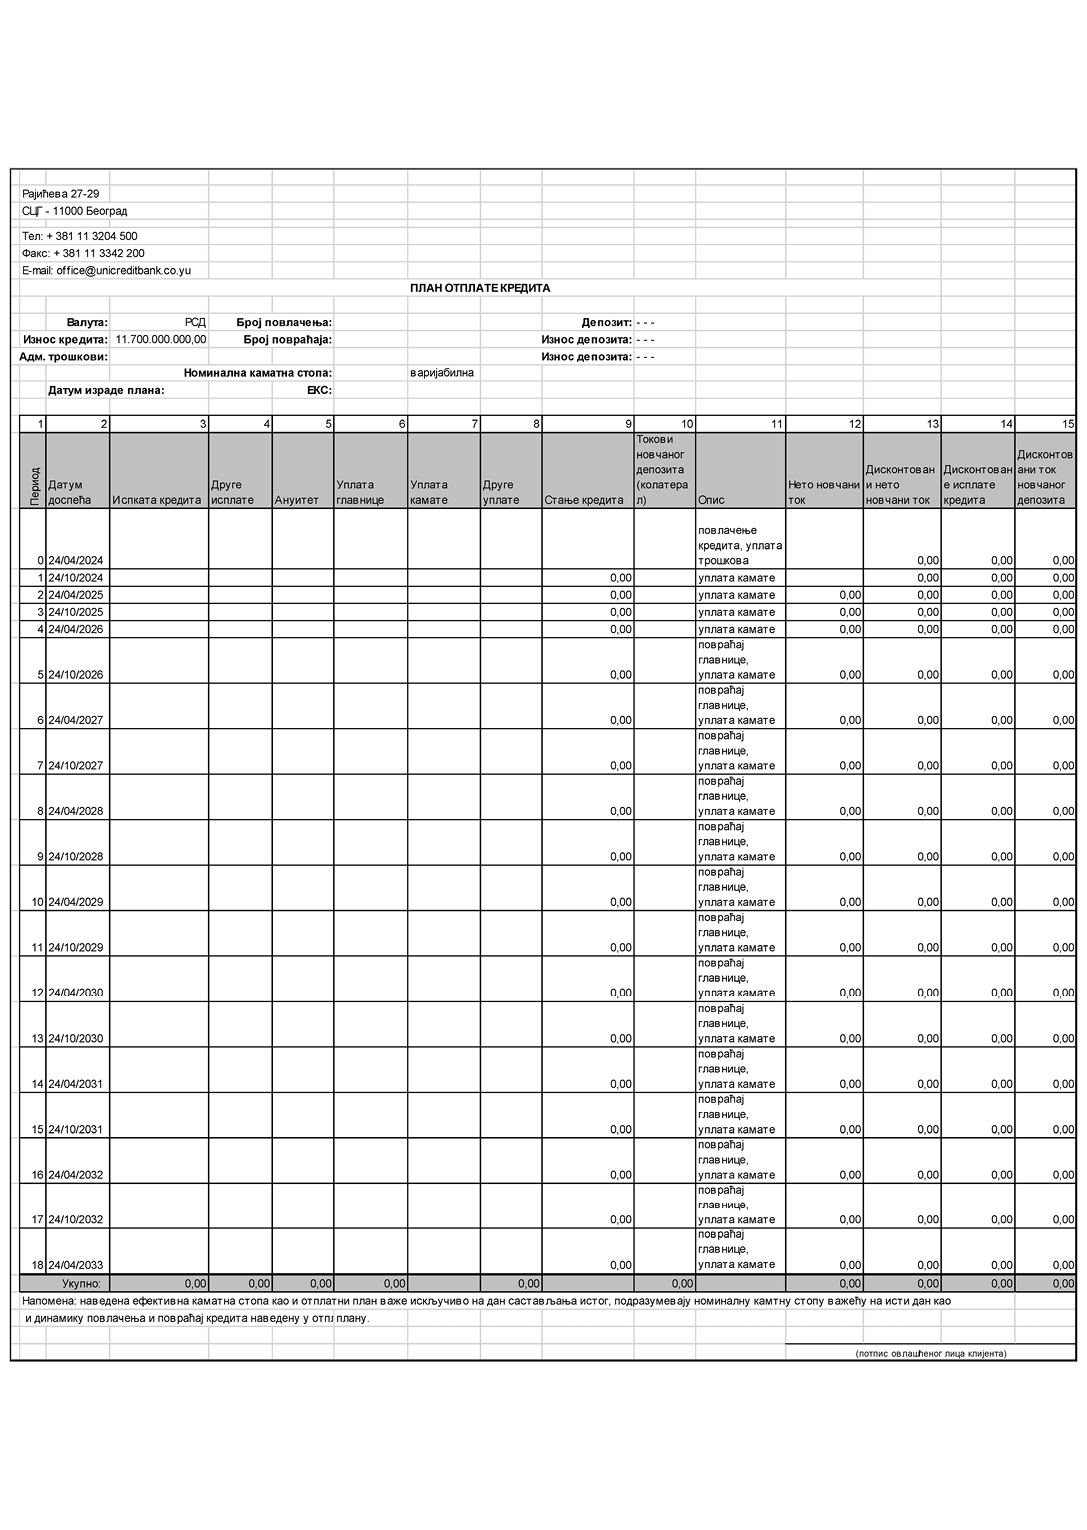 Рајићева 27-29
СЦГ - 11000 Београд
Тел: + 381 11 3204 500
Факс: + 381 11 3342 200
E-mail: office@unicreditbank.co.yu
ПЛАН ОТПЛАТЕ КРЕДИТА
Валута: РСД Број повлачења: Депозит: - - -
Износ кредита: 11.700.000.000,00 Број повраћаја: Износ депозита: - - -
Адм. трошкови: Износ депозита: - - -
Номинална каматна стопа: варијабилна
Датум израде плана: ЕКС:
1 2 3 4 5 6 7 8 9 10 11 12 13 14 15
Период
Датум
доспећа
Испката кредита
Друге
исплате
Ануитет
Уплата
главнице
Уплата
камате
Друге
уплате
Стање кредита
Токови
новчаног
депозита
(колатера
л)
Опис
Нето новчани
ток
Дисконтован
и нето
новчани ток
Дисконтован
е исплате
кредита
Дисконтов
ани ток
новчаног
депозита
повлачење
кредита, уплата
0 24/04/2024 трошкова 0,00 0,00 0,00
1 24/10/2024 0,00 уплата камате 0,00 0,00 0,00
2 24/04/2025 0,00 уплата камате 0,00 0,00 0,00 0,00
3 24/10/2025 0,00 уплата камате 0,00 0,00 0,00 0,00
4 24/04/2026 0,00 уплата камате 0,00 0,00 0,00 0,00
повраћај
главнице,
5 24/10/2026 0,00 уплата камате 0,00 0,00 0,00 0,00
повраћај
главнице,
6 24/04/2027 0,00 уплата камате 0,00 0,00 0,00 0,00
повраћај
главнице,
7 24/10/2027 0,00 уплата камате 0,00 0,00 0,00 0,00
повраћај
главнице,
8 24/04/2028 0,00 уплата камате 0,00 0,00 0,00 0,00
повраћај
главнице,
9 24/10/2028 0,00 уплата камате 0,00 0,00 0,00 0,00
повраћај
главнице,
10 24/04/2029 0,00 уплата камате 0,00 0,00 0,00 0,00
повраћај
главнице,
11 24/10/2029 0,00 уплата камате 0,00 0,00 0,00 0,00
повраћај
главнице,
12 24/04/2030 0,00 уплата камате 0,00 0,00 0,00 0,00
повраћај
главнице,
13 24/10/2030 0,00 уплата камате 0,00 0,00 0,00 0,00
повраћај
главнице,
14 24/04/2031 0,00 уплата камате 0,00 0,00 0,00 0,00
повраћај
главнице,
15 24/10/2031 0,00 уплата камате 0,00 0,00 0,00 0,00
повраћај
главнице,
16 24/04/2032 0,00 уплата камате 0,00 0,00 0,00 0,00
повраћај
главнице,
17 24/10/2032 0,00 уплата камате 0,00 0,00 0,00 0,00
повраћај
главнице,
18 24/04/2033 0,00 уплата камате 0,00 0,00 0,00 0,00
Укупно: 0,00 0,00 0,00 0,00 0,00 0,00 0,00 0,00 0,00 0,00
Напомена: наведена ефективна каматна стопа као и отплатни план важе искључиво на дан састављања истог, подразумевају номиналну камтну стопу важећу на исти дан као
и динамику повлачења и повраћај кредита наведену у отпл плану.
(потпис овлашћеног лица клијента)